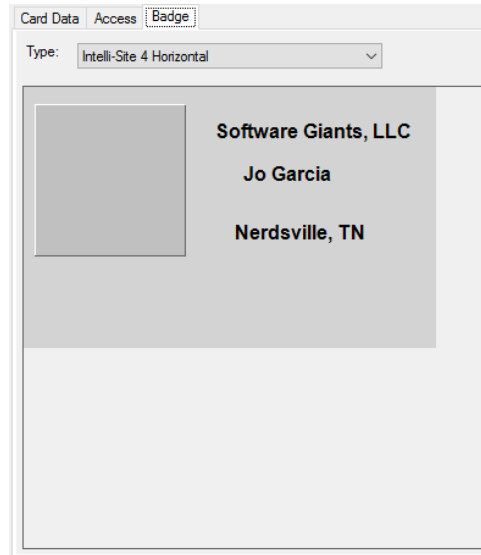 Card Data Access Badge
Type: Intelli-Site 4 Horizontal
Software Giants, LLC
Jo Garcia
Nerdsville, TN